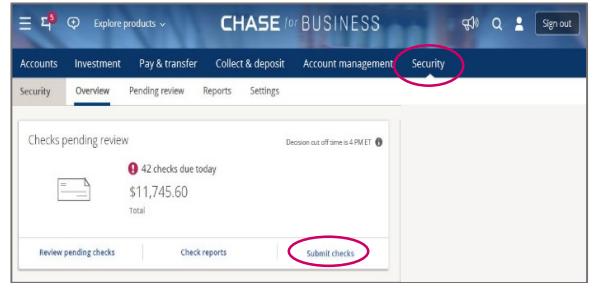 5 Explore products CHASE for BUSINESS Sign out
Accounts Investment Pay & transfer Collect & deposit Account management Security
Security Overview Pending review Reports Settings
Checks pending review Decision cut off time is 4 PM ET
42 checks due today
$11,745.60
Total
Review pending checks Check reports Submit checks